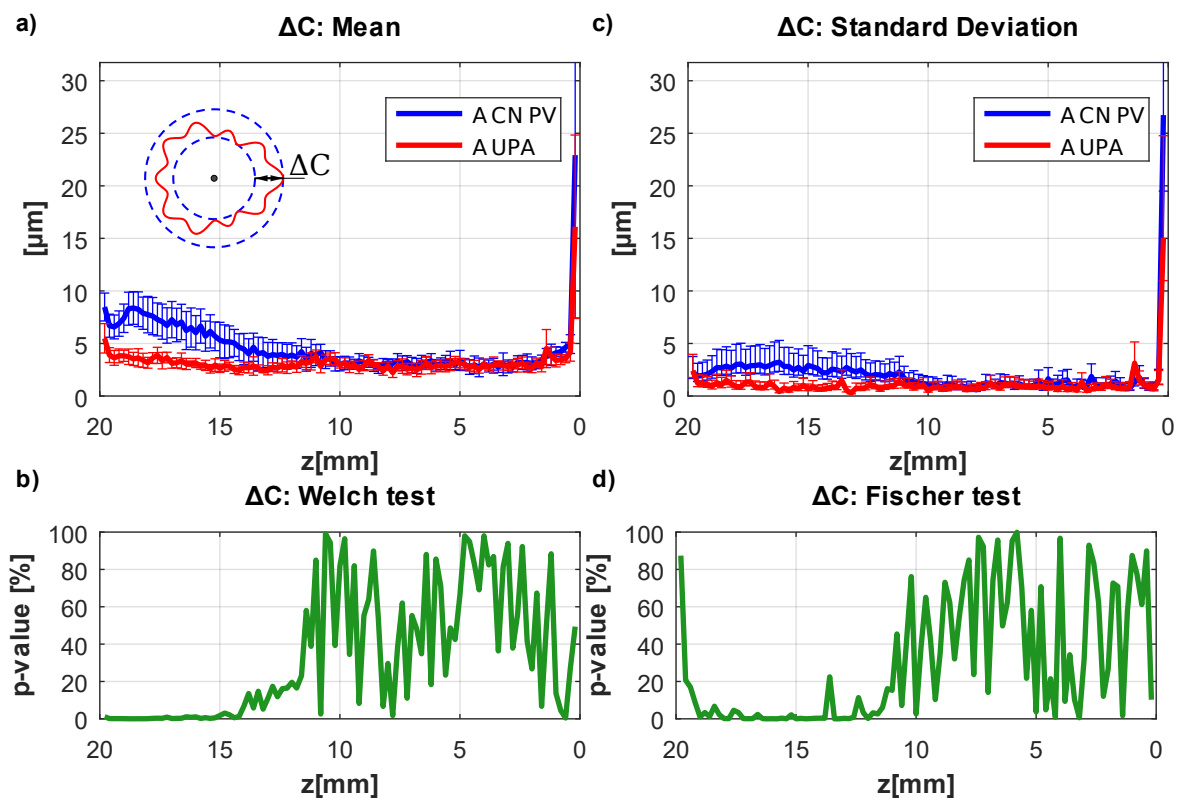 a)
ΔC: Mean
30
25
20
15
10
5
0
[µm]
A CN PV
A UPA
ΔC
20
15
10
5
0
z[mm]
c)
ΔC: Standard Deviation
30
25
20
15
10
5
0
A CN PV
A UPA
20
15
10
5
0
z[mm]
b)
ΔC: Welch test
100
80
60
40
20
0
p-value [%]
20
15
10
5
0
z[mm]
d)
ΔC: Fischer test
100
80
60
40
20
0
p-value [%]
20
15
10
5
0
z[mm]